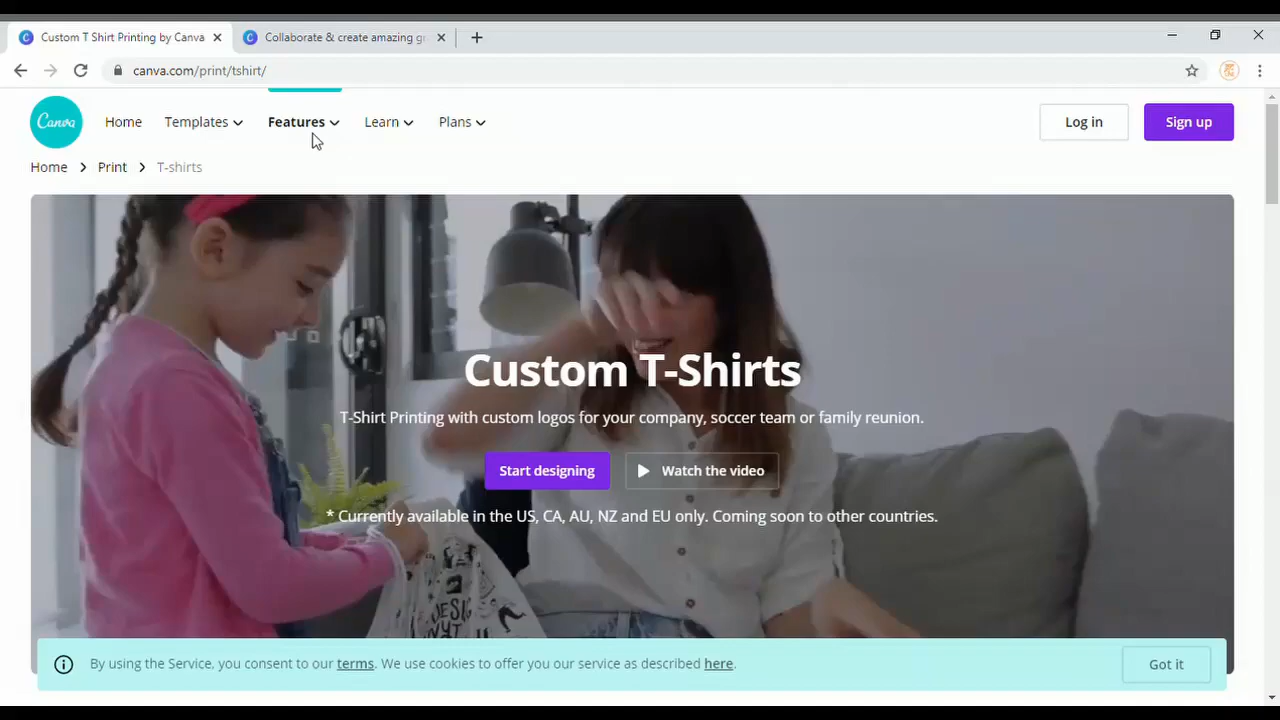 Custom T Shirt Printing by Canva
Collaborate & create amazing gr
canva.com/print/tshirt/
Canva
Home
Templates
Features
Learn
Plans
Log in
Sign up
Home
Print
T-shirts
Custom T-Shirts
T-Shirt Printing with custom logos for your company, soccer team or family reunion.
Start designing
Watch the video
* Currently available in the US, CA, AU, NZ and EU only. Coming soon to other countries.
By using the Service, you consent to our terms. We use cookies to offer you our service as described here.
Got it